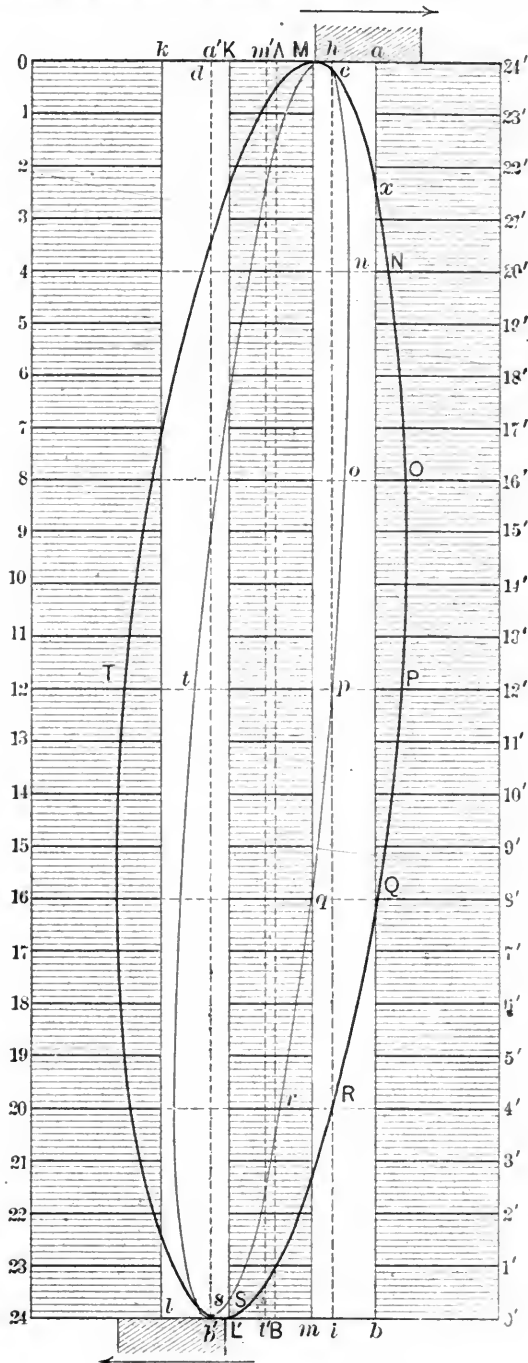 k a' K m' A M h a
0 d c 24'
1 23'
2 22'
x
3 21'
4 n N 20'
5 19'
6 18'
7 17'
8 o O 16'
9 15'
10 14'
11 13'
T t p P
12 12'
13 11'
14 10'
15 9'
16 q Q 8'
17 7'
18 6'
19 5'
20 r R 4'
21 3'
22 2'
23 1'
l s S
24 0'
b' L' l' B m i b